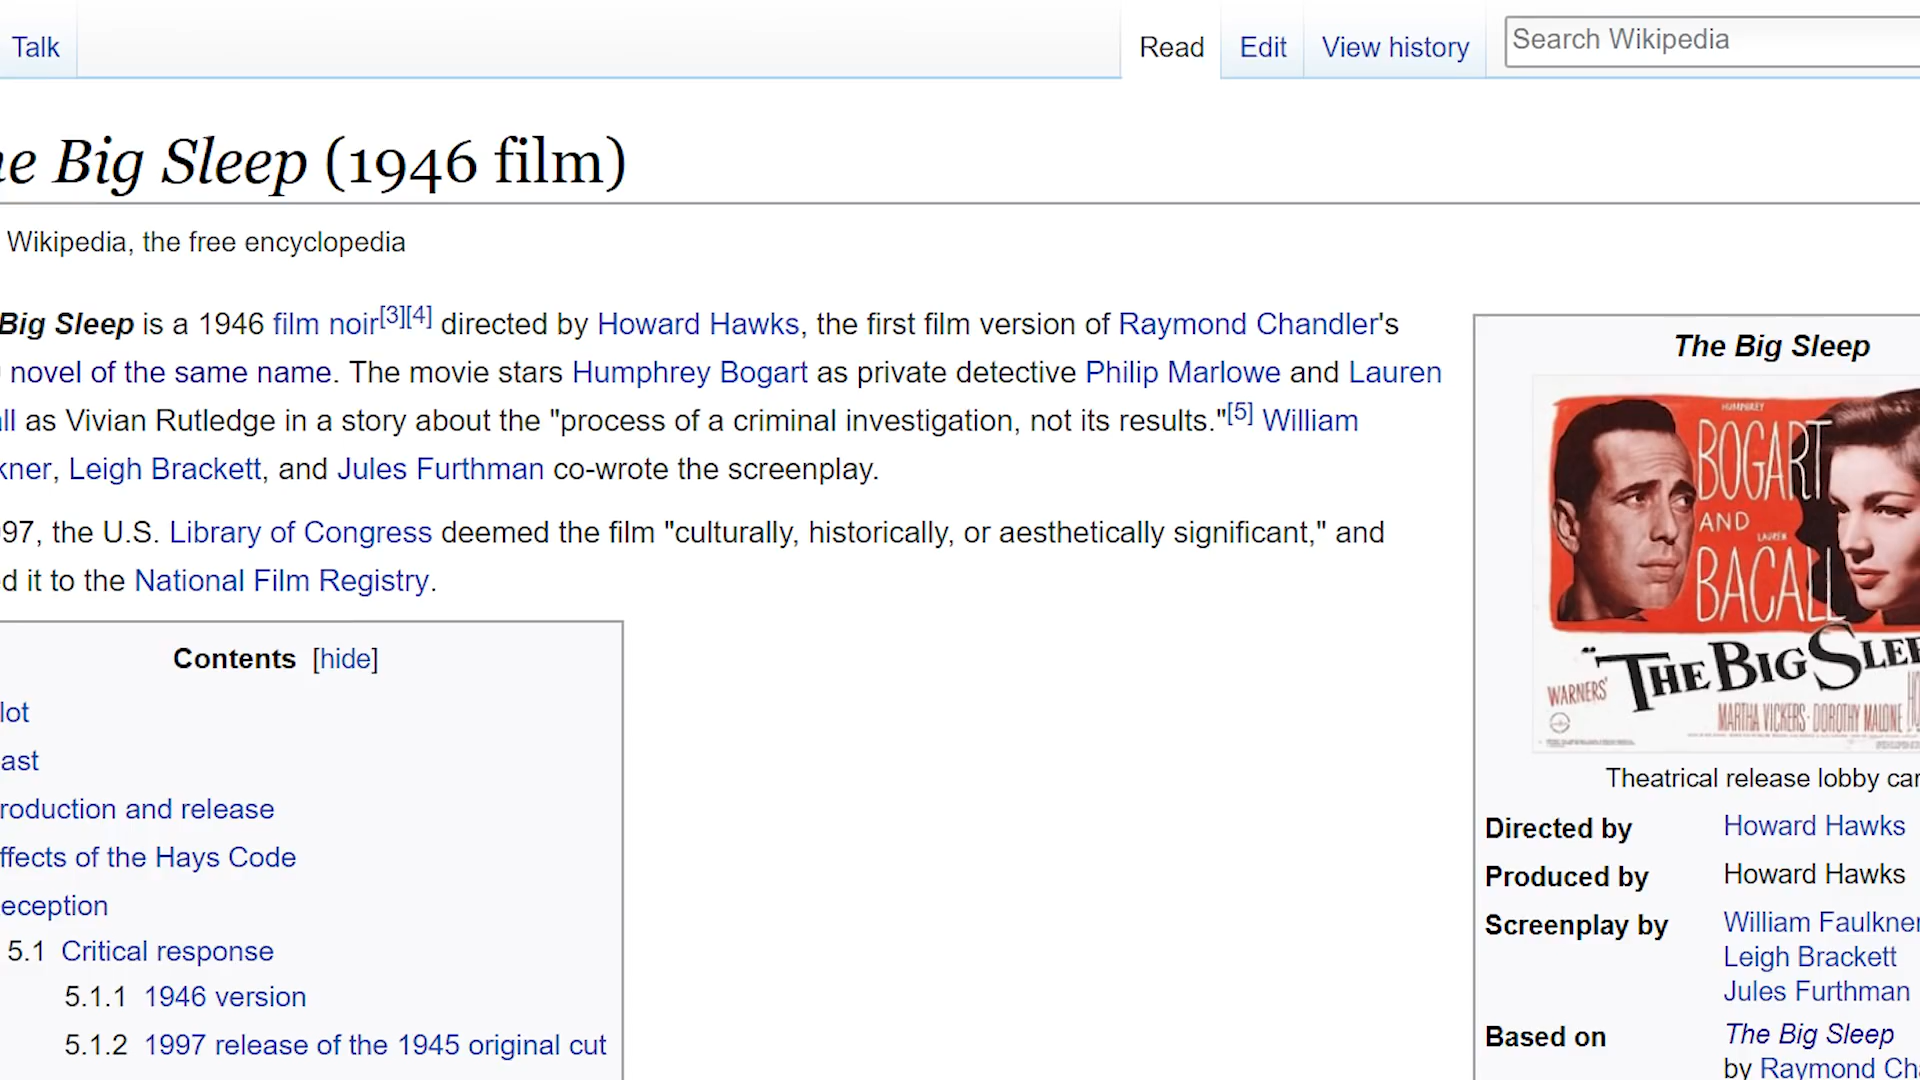 Talk
Read
Edit
View history
Search Wikipedia
e Big Sleep (1946 film)
Wikipedia, the free encyclopedia
Big Sleep is a 1946 film noir[3][4] directed by Howard Hawks, the first film version of Raymond Chandler's
novel of the same name. The movie stars Humphrey Bogart as private detective Philip Marlowe and Lauren
ll as Vivian Rutledge in a story about the "process of a criminal investigation, not its results."[5] William
kner, Leigh Brackett, and Jules Furthman co-wrote the screenplay.
97, the U.S. Library of Congress deemed the film "culturally, historically, or aesthetically significant," and
d it to the National Film Registry.
Contents [hide]
lot
ast
roduction and release
ffects of the Hays Code
eception
5.1 Critical response
5.1.1 1946 version
5.1.2 1997 release of the 1945 original cut
The Big Sleep
HUMPHREY
BOGART
AND
LAUREN
BACALL
"THE BIG SLEE
WARNERS'
MARTHA VICKERS · DOROTHY MALONE
Theatrical release lobby car
Directed by Howard Hawks
Produced by Howard Hawks
Screenplay by William Faulkner
Leigh Brackett
Jules Furthman
Based on The Big Sleep
by Raymond Cha